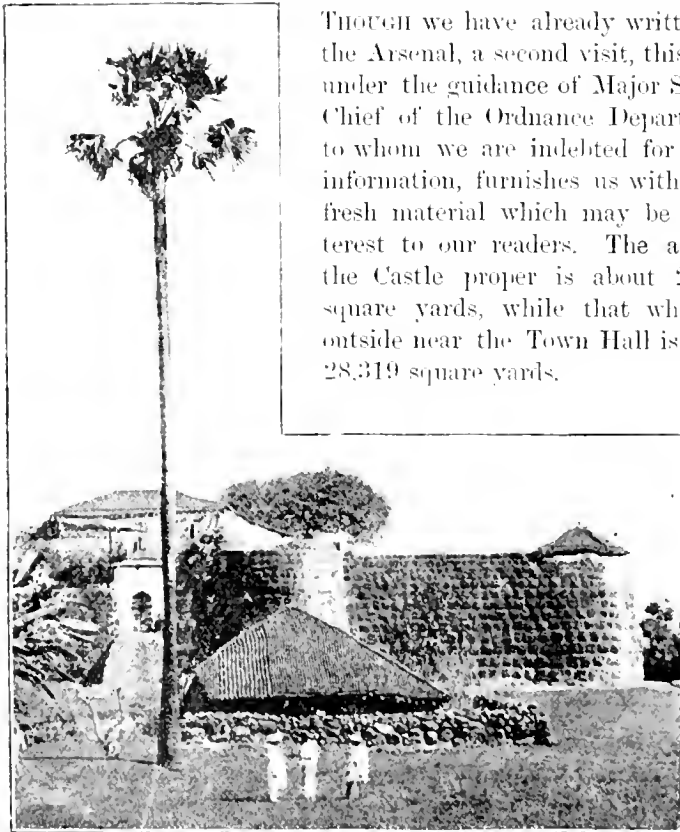 THOUGH we have already writt
the Arsenal, a second visit, this
under the guidance of Major S
Chief of the Ordnance Depart
to whom we are indebted for
information, furnishes us with
fresh material which may be
terest to our readers. The a
the Castle proper is about
square yards, while that wh
outside near the Town Hall is
28,319 square yards.